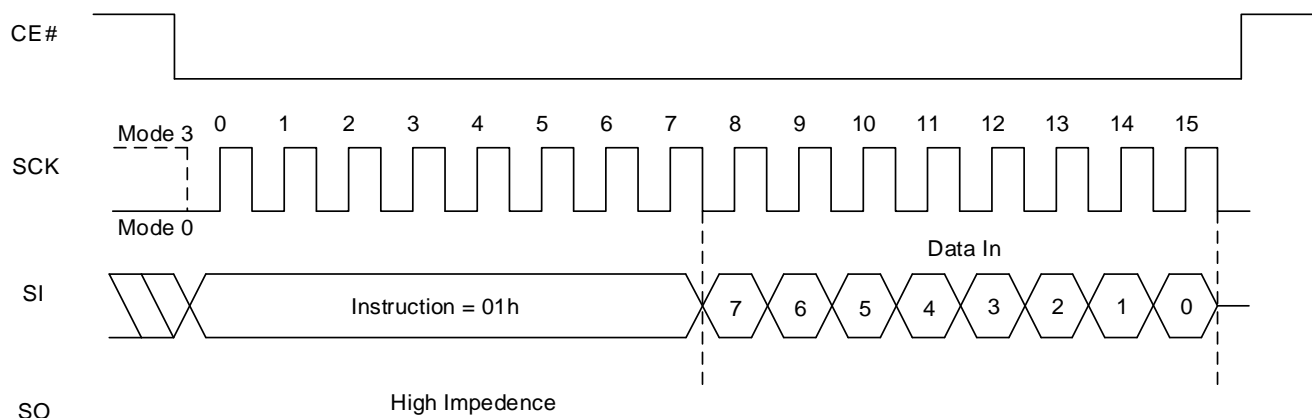 CE#
0 1 2 3 4 5 6 7 8 9 10 11 12 13 14 15
Mode 3
SCK
Mode 0
Data In
SI
Instruction = 01h
7 6 5 4 3 2 1 0
High Impedence
SO